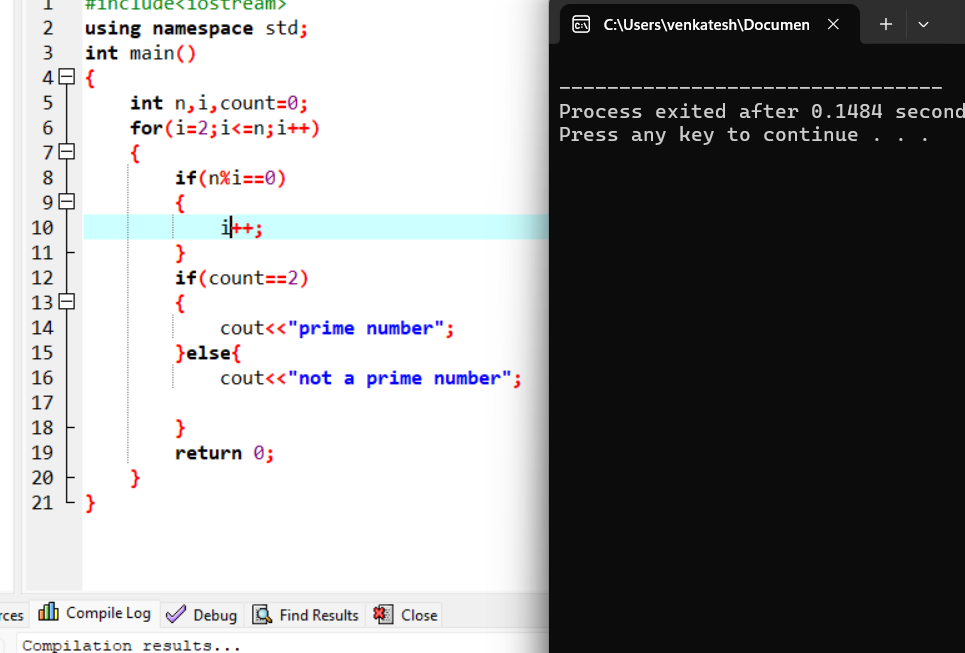 1 #include<iostream>
2 using namespace std;
3 int main()
4 {
5 int n,i,count=0;
6 for(i=2;i<=n;i++)
7 {
8 if(n%i==0)
9 {
10 i++;
11 }
12 if(count==2)
13 {
14 cout<<"prime number";
15 }else{
16 cout<<"not a prime number";
17
18 }
19 return 0;
20 }
21 }
rces Compile Log Debug Find Results Close
Compilation results...
C:\Users\venkatesh\Documen
--------------------------------
Process exited after 0.1484 second
Press any key to continue . . .